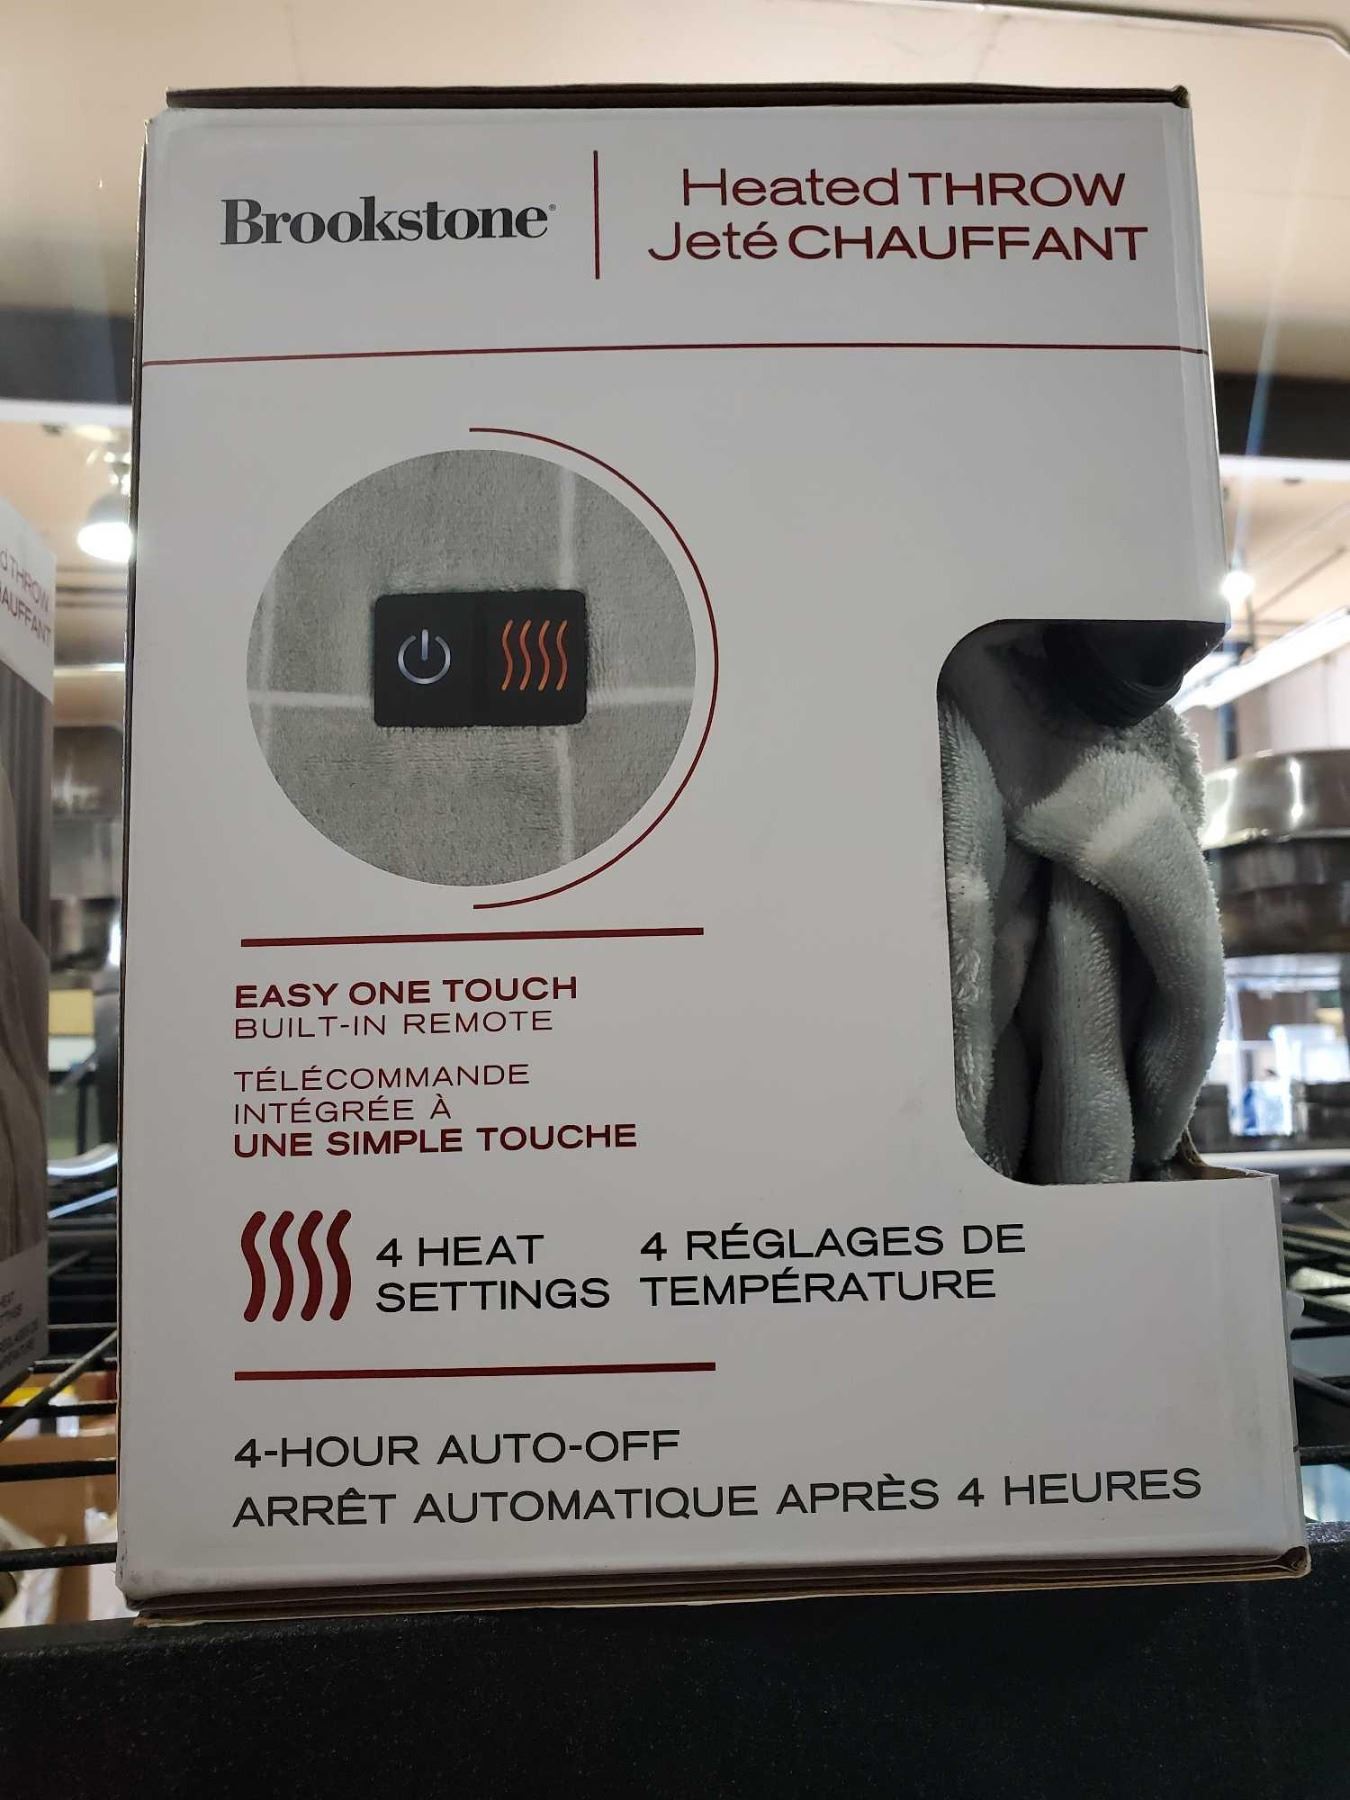 Brookstone®
Heated THROW
Jeté CHAUFFANT
EASY ONE TOUCH
BUILT-IN REMOTE
TÉLÉCOMMANDE
INTÉGRÉE À
UNE SIMPLE TOUCHE
4 HEAT
SETTINGS
4 RÉGLAGES DE
TEMPÉRATURE
4-HOUR AUTO-OFF
ARRÊT AUTOMATIQUE APRÈS 4 HEURES
THROW